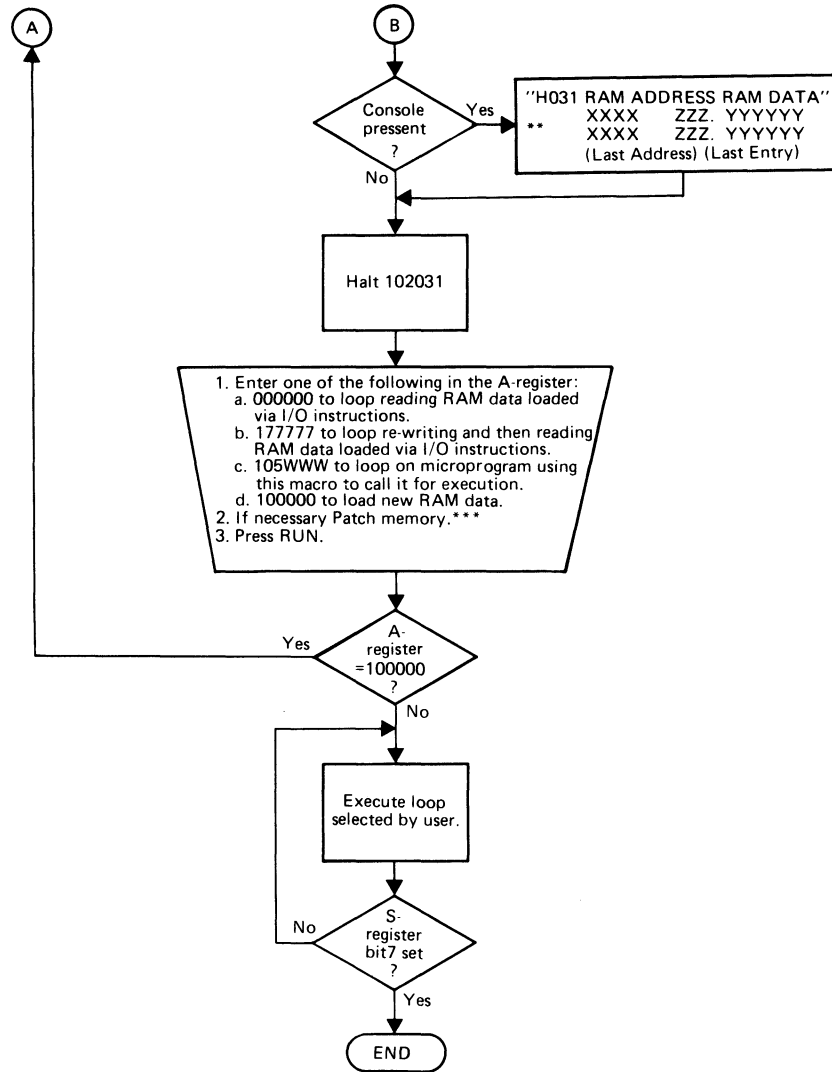 A
B
Console
pressent
?
Yes
No
"H031 RAM ADDRESS RAM DATA"
XXXX ZZZ. YYYYYY
** XXXX ZZZ. YYYYYY
(Last Address) (Last Entry)
Halt 102031
1. Enter one of the following in the A-register:
a. 000000 to loop reading RAM data loaded
via I/O instructions.
b. 177777 to loop re-writing and then reading
RAM data loaded via I/O instructions.
c. 105WWW to loop on microprogram using
this macro to call it for execution.
d. 100000 to load new RAM data.
2. If necessary Patch memory.***
3. Press RUN.
Yes
A-
register
=100000
?
No
Execute loop
selected by user.
No
S-
register
bit7 set
?
Yes
END